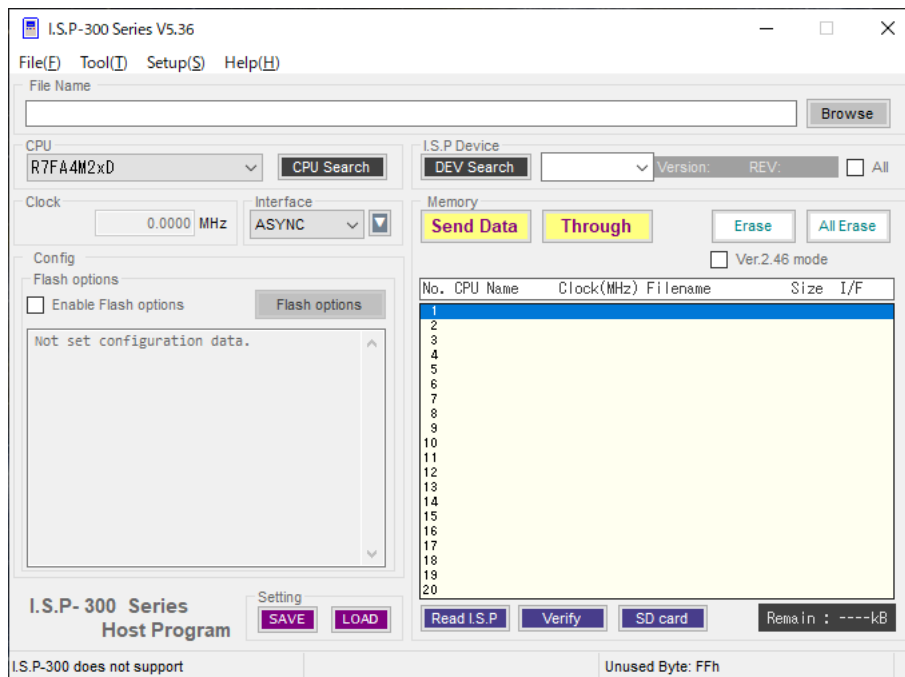 I.S.P-300 Series V5.36
File(F) Tool(T) Setup(S) Help(H)
File Name
Browse
CPU
R7FA4M2xD
CPU Search
I.S.P Device
DEV Search
Version: REV:
All
Clock
0.0000 MHz
Interface
ASYNC
Memory
Send Data
Through
Erase
All Erase
Ver.2.46 mode
Config
Flash options
Enable Flash options
Flash options
Not set configuration data.
No. CPU Name Clock(MHz) Filename Size I/F
1
2
3
4
5
6
7
8
9
10
11
12
13
14
15
16
17
18
19
20
I.S.P- 300 Series
Host Program
Setting
SAVE
LOAD
Read I.S.P
Verify
SD card
Remain : ----kB
I.S.P-300 does not support
Unused Byte: FFh